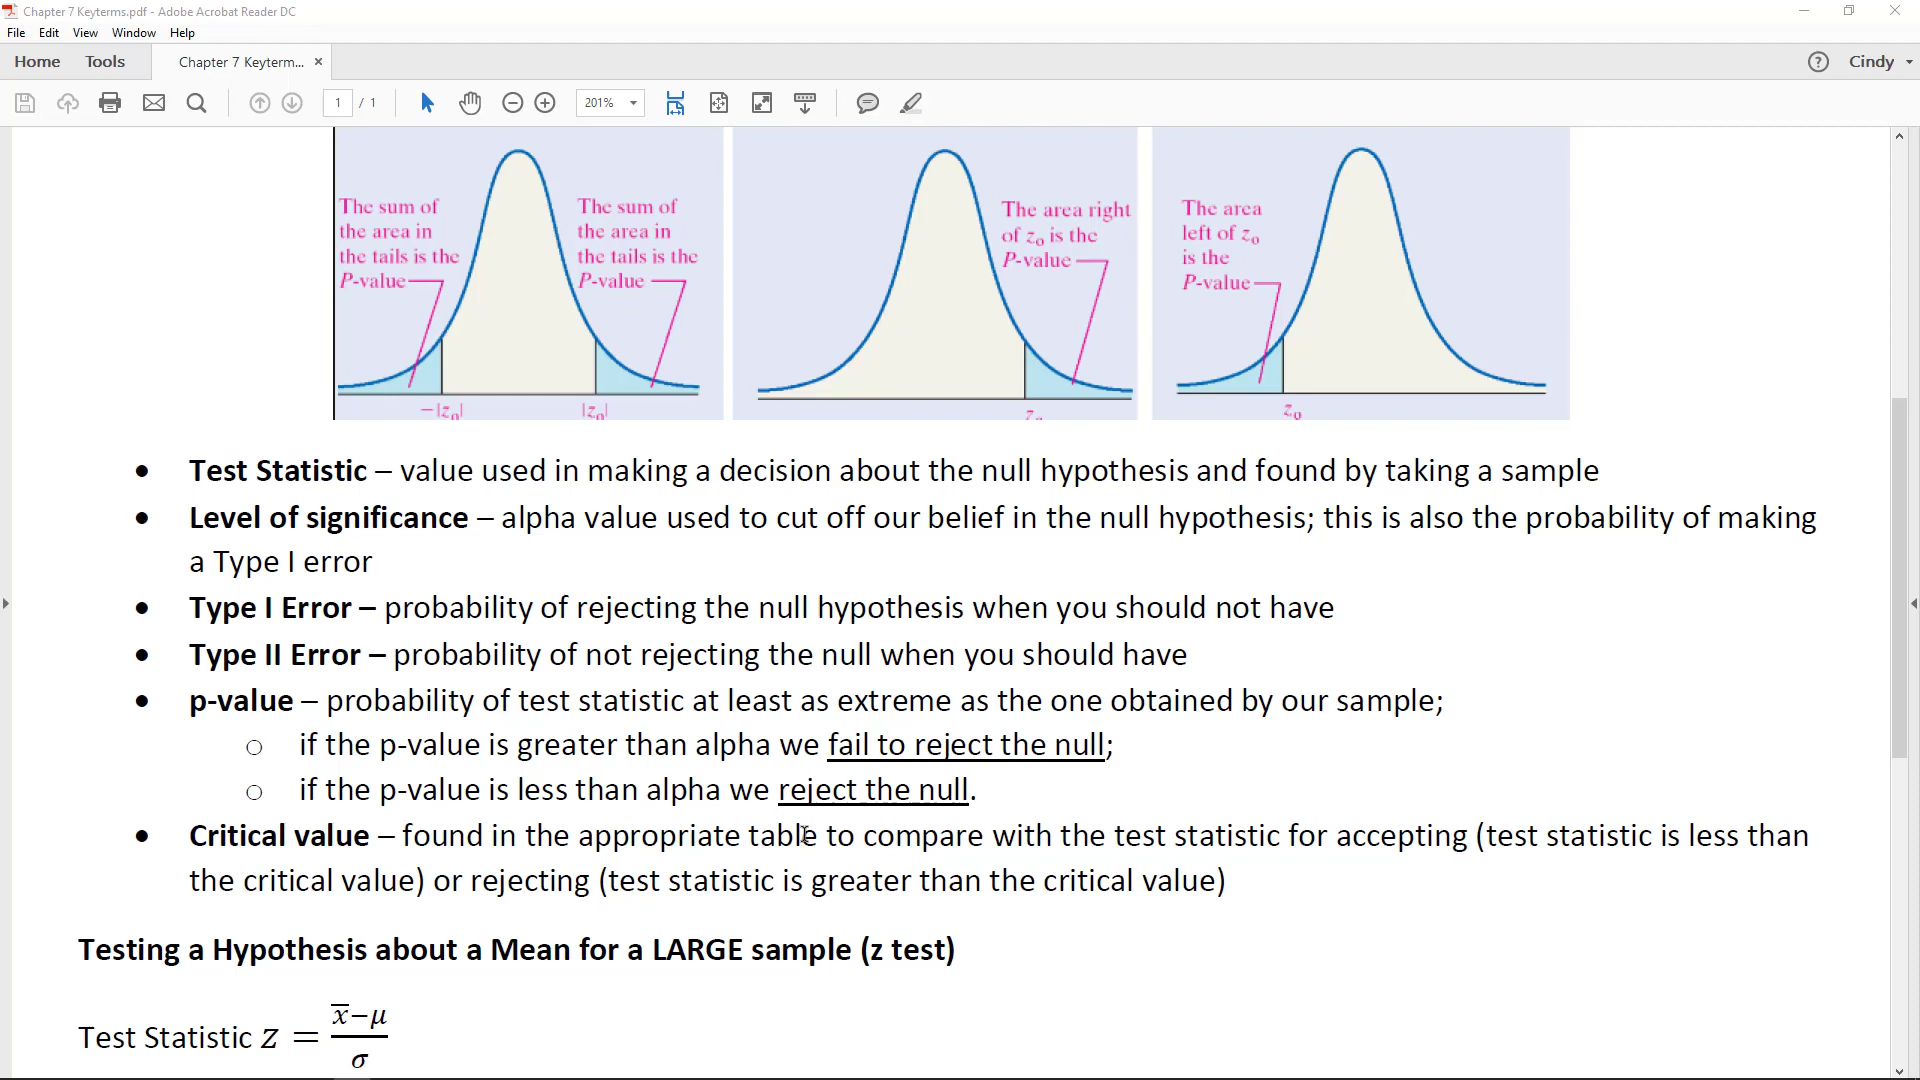 Chapter 7 Keyterms.pdf - Adobe Acrobat Reader DC
File Edit View Window Help
Home Tools Chapter 7 Keyterm... × Cindy
1 / 1 201%
The sum of
the area in
the tails is the
P-value
The sum of
the area in
the tails is the
P-value
−|z₀| |z₀|
The area right
of z₀ is the
P-value
z₀
The area
left of z₀
is the
P-value
z₀
• Test Statistic – value used in making a decision about the null hypothesis and found by taking a sample
• Level of significance – alpha value used to cut off our belief in the null hypothesis; this is also the probability of making
a Type I error
• Type I Error – probability of rejecting the null hypothesis when you should not have
• Type II Error – probability of not rejecting the null when you should have
• p-value – probability of test statistic at least as extreme as the one obtained by our sample;
○ if the p-value is greater than alpha we fail to reject the null;
○ if the p-value is less than alpha we reject the null.
• Critical value – found in the appropriate table to compare with the test statistic for accepting (test statistic is less than
the critical value) or rejecting (test statistic is greater than the critical value)
Testing a Hypothesis about a Mean for a LARGE sample (z test)
Test Statistic z = x̅−μ
σ